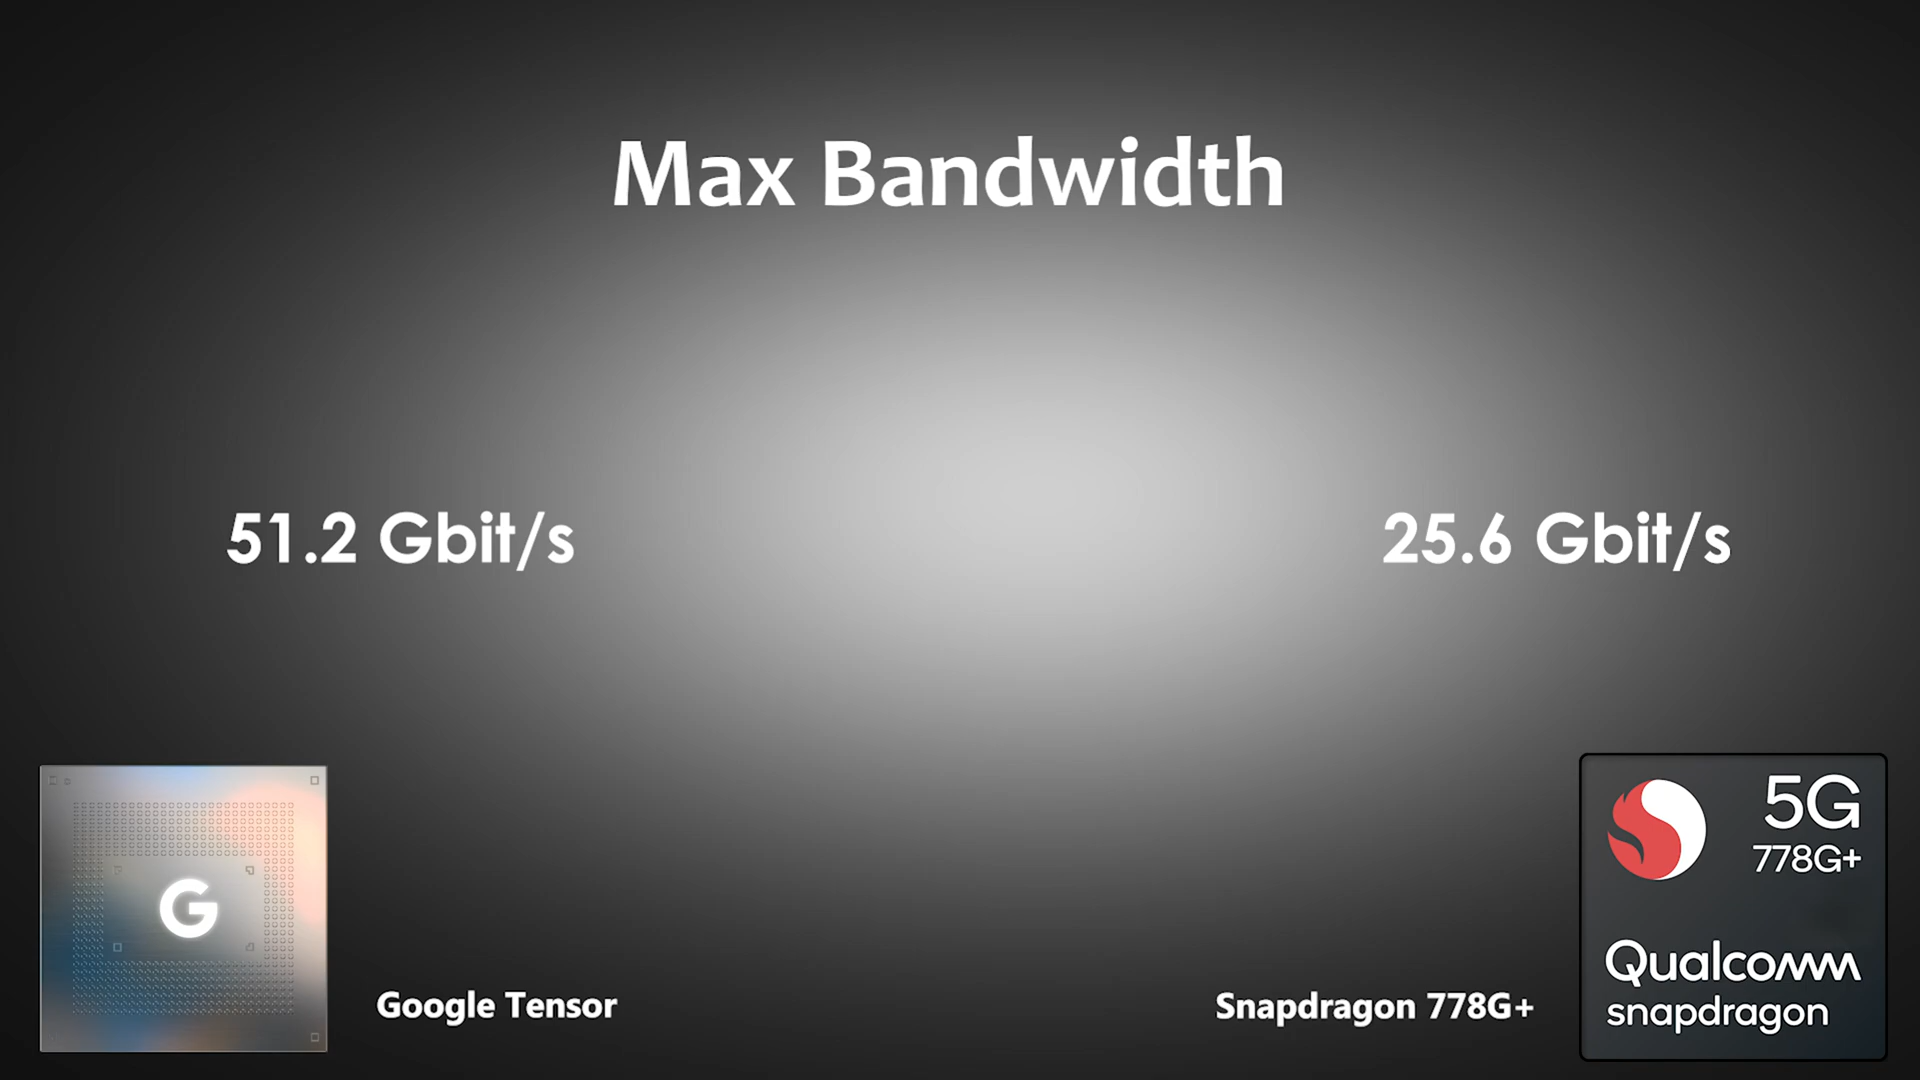 Max Bandwidth
51.2 Gbit/s
25.6 Gbit/s
G
Google Tensor
Snapdragon 778G+
5G
778G+
Qualcomm
snapdragon